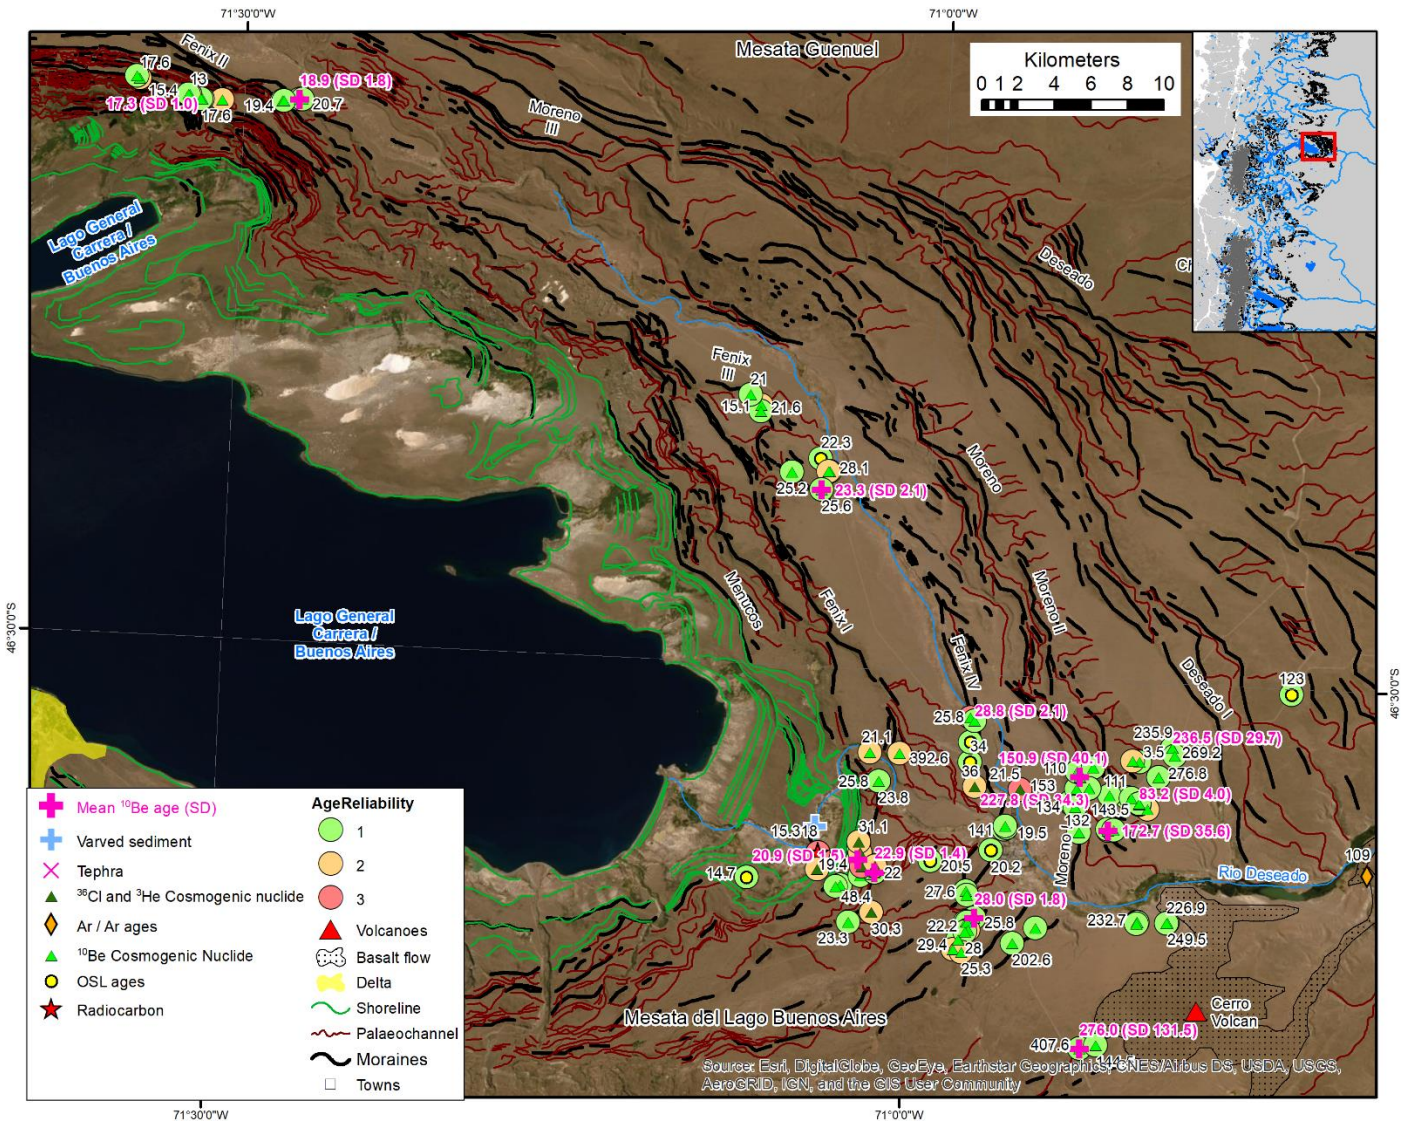 71°30'0"W
71°0'0"W
Fenix II
Mesata Guenuel
Kilometers
0 1 2 4 6 8 10
17.6
13
15.4
17.3 (SD 1.0)
17.6
18.9 (SD 1.8)
19.4
20.7
Moreno
III
Lago General
Carrera /
Buenos Aires
Deseado
Ch
Fenix
III
21
15.1
21.6
22.3
28.1
25.2
23.3 (SD 2.1)
25.6
Moreno
Menucos
Fenix I
Moreno II
Fenix IV
Deseado I
Lago General
Carrera /
Buenos Aires
46°30'0"S
46°30'0"S
123
25.8
28.8 (SD 2.1)
34
36
21.1
392.6
25.8
23.8
21.5
150.9 (SD 40.1)
110
153
227.8
134
132
111
143.5
235.9
236.5 (SD 29.7)
3.5
269.2
276.8
83.2 (SD 4.0)
172.7 (SD 35.6)
141
19.5
20.2
20.5
Moreno I
15.318
31.1
20.9 (SD 1.5)
22.9 (SD 1.4)
19.4
22
14.7
48.4
23.3
30.3
27.6
28.0 (SD 1.8)
22.2
25.8
29.4
28
25.3
202.6
232.7
226.9
249.5
Rio Deseado
109
Cerro
Volcan
Mesata del Lago Buenos Aires
276.0 (SD 131.5)
407.6
Source: Esri, DigitalGlobe, GeoEye, Earthstar Geographics, CNES/Airbus DS, USDA, USGS,
AeroGRID, IGN, and the GIS User Community
Mean ¹⁰Be age (SD)
Varved sediment
Tephra
³⁶Cl and ³He Cosmogenic nuclide
Ar / Ar ages
¹⁰Be Cosmogenic Nuclide
OSL ages
Radiocarbon
AgeReliability
1
2
3
Volcanoes
Basalt flow
Delta
Shoreline
Palaeochannel
Moraines
Towns
71°30'0"W
71°0'0"W